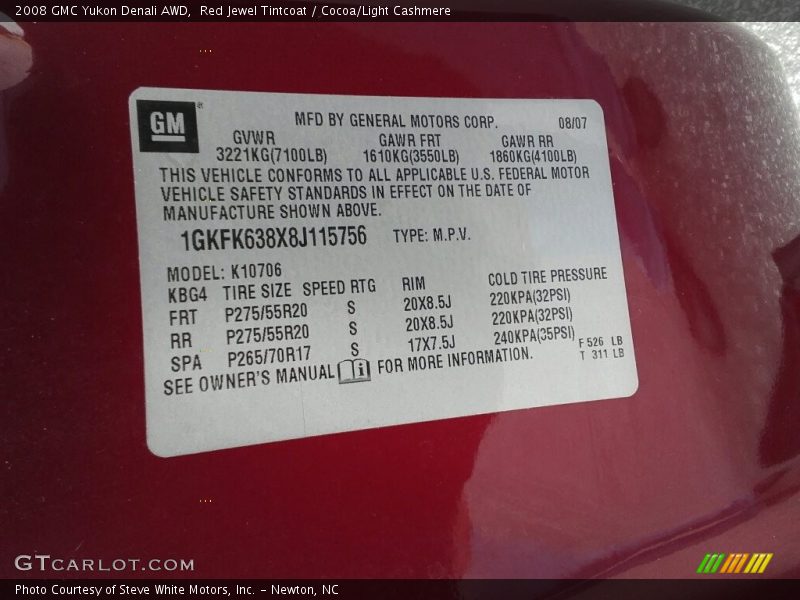 2008 GMC Yukon Denali AWD,  Red Jewel Tintcoat / Cocoa/Light Cashmere
GM ®
MFD BY GENERAL MOTORS CORP. 08/07
GVWR GAWR FRT GAWR RR
3221KG(7100LB) 1610KG(3550LB) 1860KG(4100LB)
THIS VEHICLE CONFORMS TO ALL APPLICABLE U.S. FEDERAL MOTOR
VEHICLE SAFETY STANDARDS IN EFFECT ON THE DATE OF
MANUFACTURE SHOWN ABOVE.
1GKFK638X8J115756 TYPE: M.P.V.
MODEL: K10706
KBG4 TIRE SIZE SPEED RTG RIM COLD TIRE PRESSURE
FRT P275/55R20 S 20X8.5J 220KPA(32PSI)
RR P275/55R20 S 20X8.5J 220KPA(32PSI)
SPA P265/70R17 S 17X7.5J 240KPA(35PSI)
SEE OWNER'S MANUAL i FOR MORE INFORMATION.
F 526 LB
T 311 LB
GTCARLOT.COM
Photo Courtesy of Steve White Motors, Inc. – Newton, NC